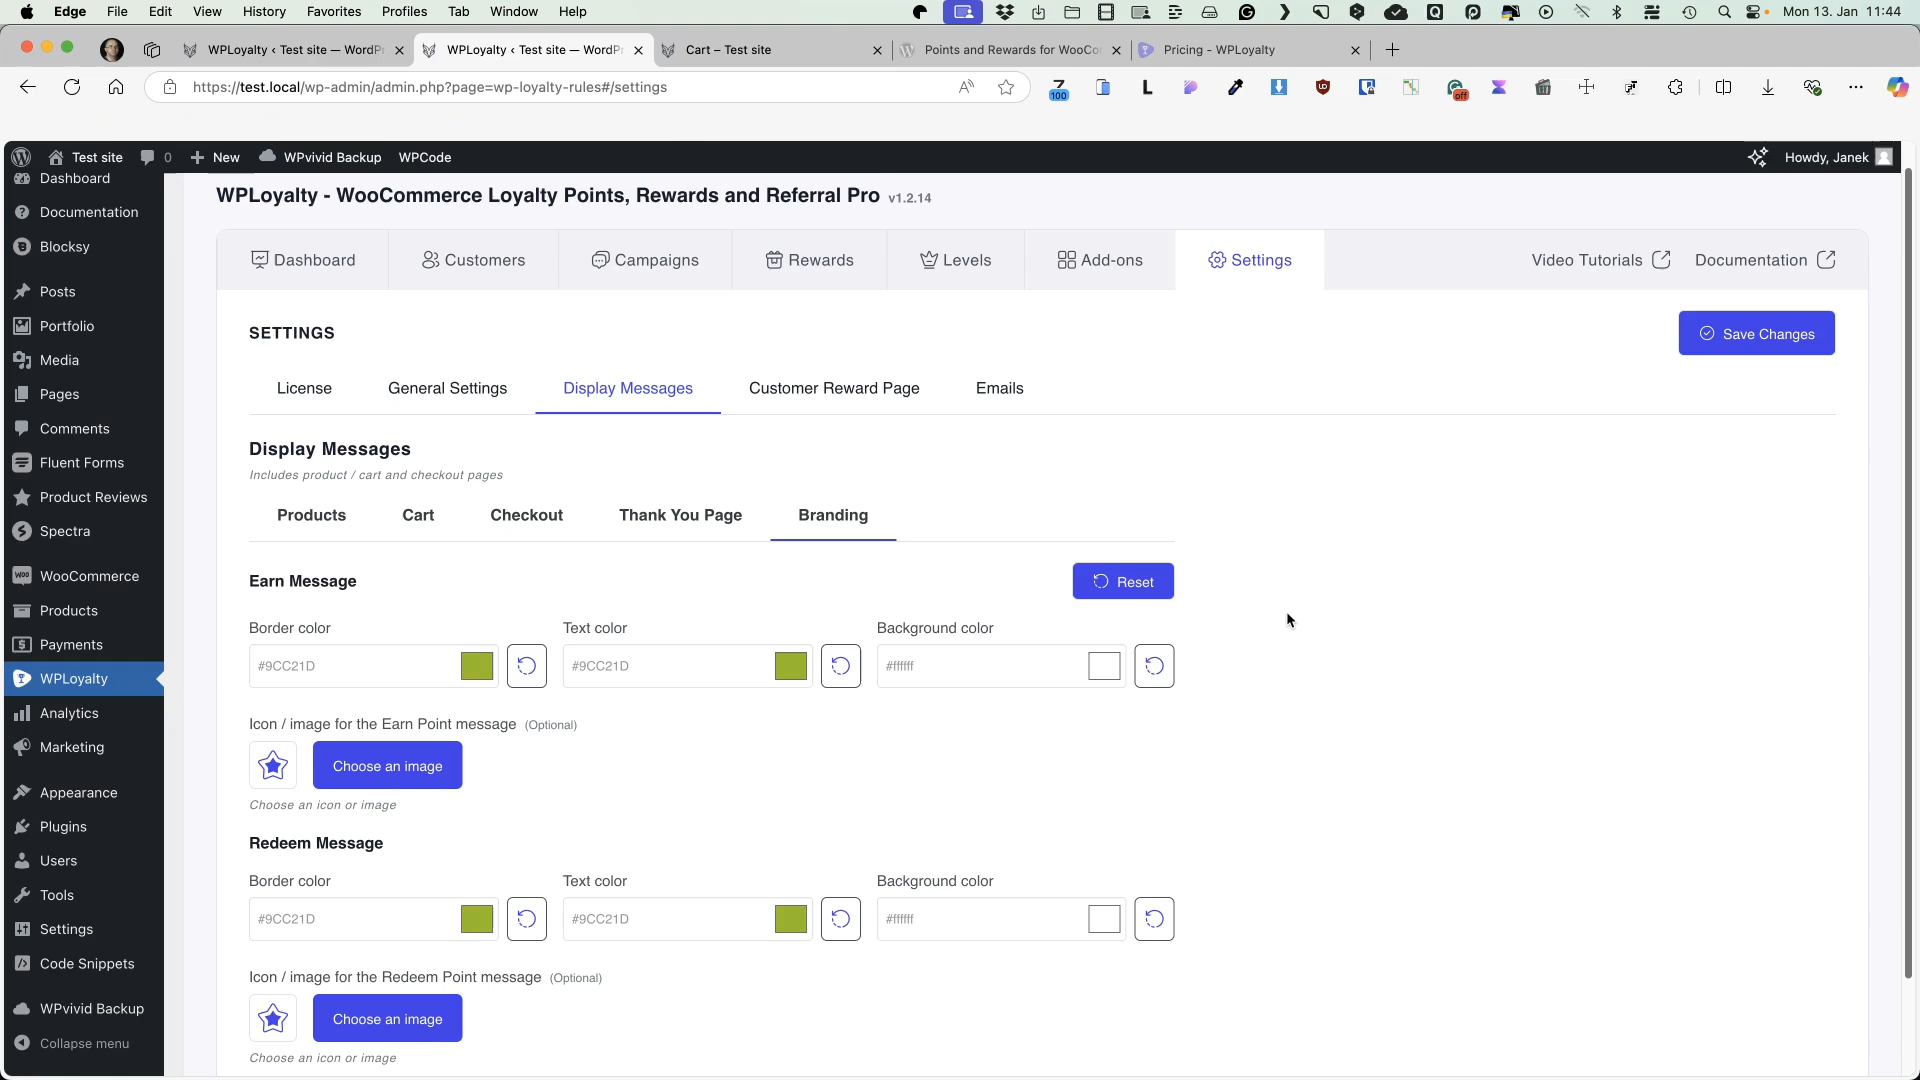 Edge File Edit View History Favorites Profiles Tab Window Help Mon 13. Jan 11:44
WPLoyalty ‹ Test site — WordPr
WPLoyalty ‹ Test site — WordPr
Cart – Test site
Points and Rewards for WooCo
Pricing - WPLoyalty
https://test.local/wp-admin/admin.php?page=wp-loyalty-rules#/settings
100
off
Test site 0 New WPvivid Backup WPCode Howdy, Janek
Dashboard
Documentation
Blocksy
Posts
Portfolio
Media
Pages
Comments
Fluent Forms
Product Reviews
Spectra
WooCommerce
Products
Payments
WPLoyalty
Analytics
Marketing
Appearance
Plugins
Users
Tools
Settings
Code Snippets
WPvivid Backup
Collapse menu
WPLoyalty - WooCommerce Loyalty Points, Rewards and Referral Pro v1.2.14
Dashboard Customers Campaigns Rewards Levels Add-ons Settings Video Tutorials Documentation
SETTINGS
Save Changes
License General Settings Display Messages Customer Reward Page Emails
Display Messages
Includes product / cart and checkout pages
Products Cart Checkout Thank You Page Branding
Earn Message
Reset
Border color Text color Background color
#9CC21D #9CC21D #ffffff
Icon / image for the Earn Point message (Optional)
Choose an image
Choose an icon or image
Redeem Message
Border color Text color Background color
#9CC21D #9CC21D #ffffff
Icon / image for the Redeem Point message (Optional)
Choose an image
Choose an icon or image